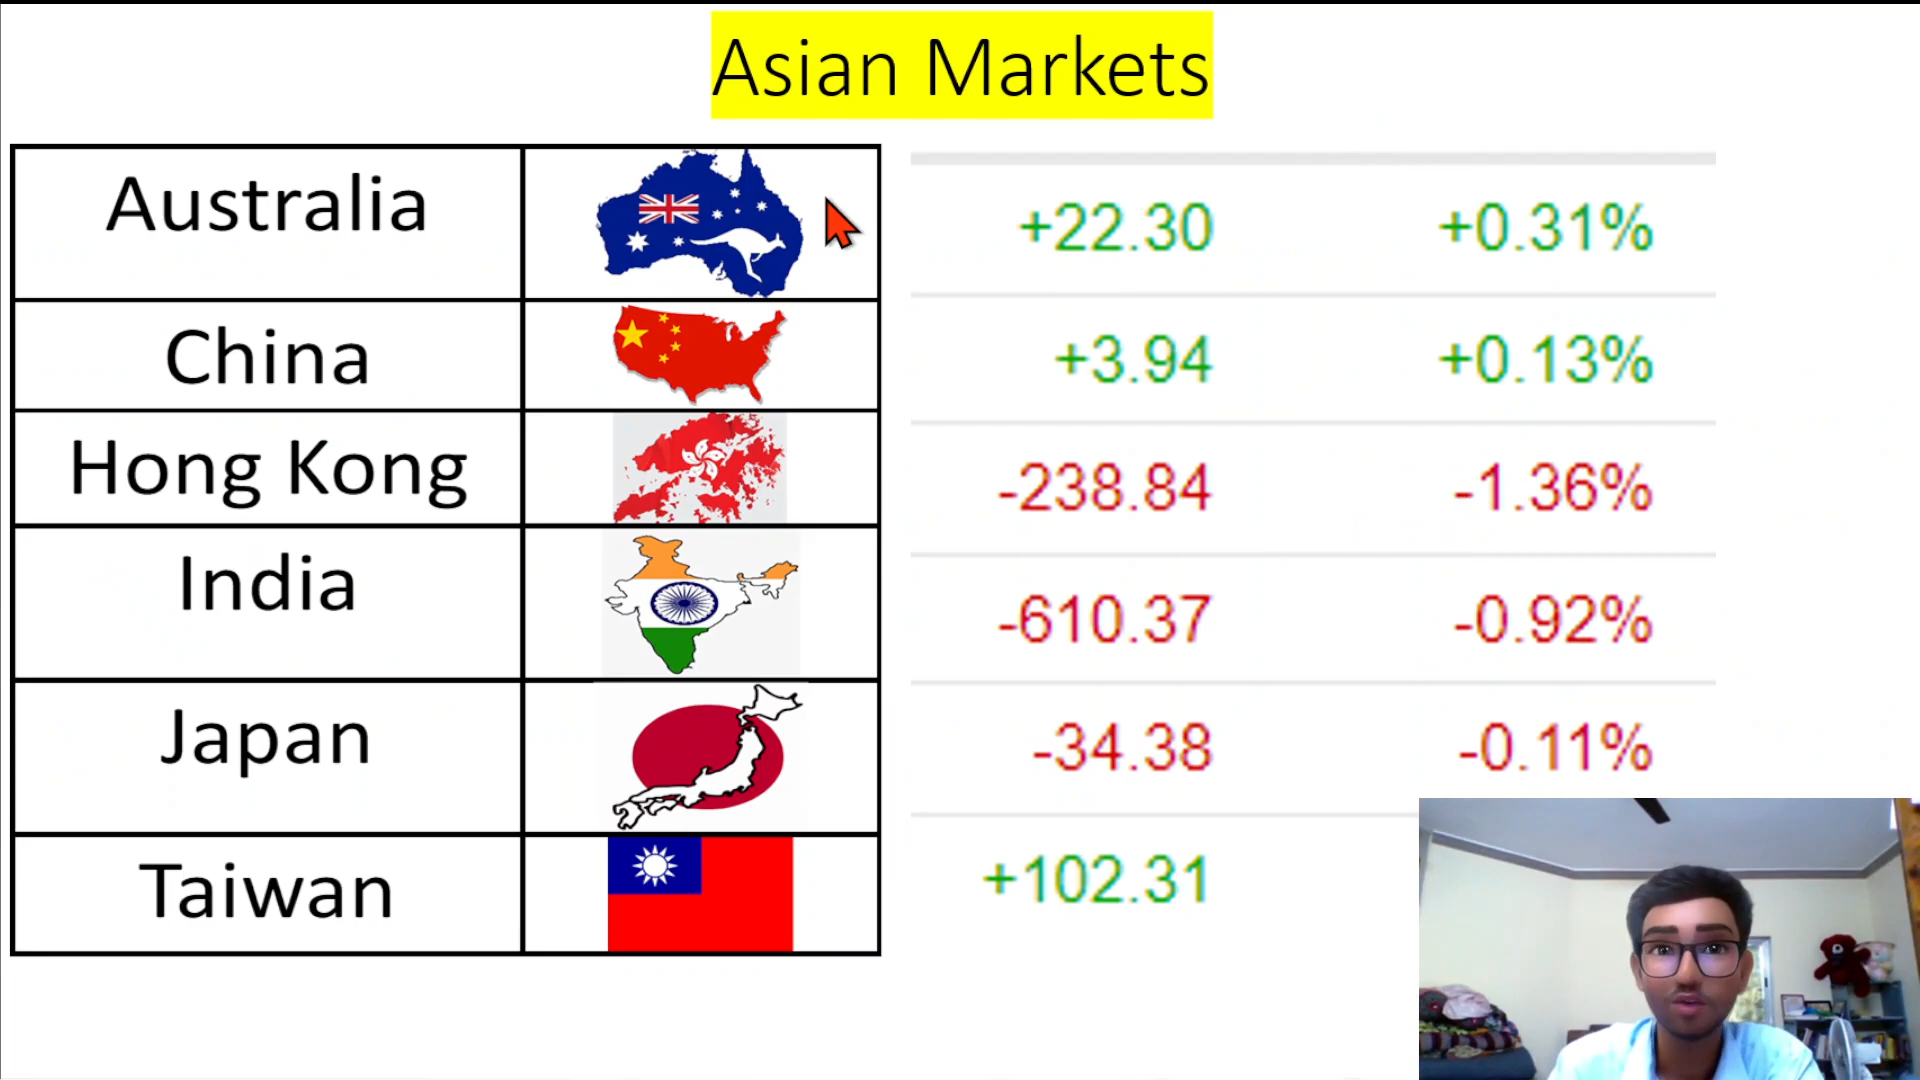 Asian Markets
Australia +22.30 +0.31%
China +3.94 +0.13%
Hong Kong -238.84 -1.36%
India -610.37 -0.92%
Japan -34.38 -0.11%
Taiwan +102.31